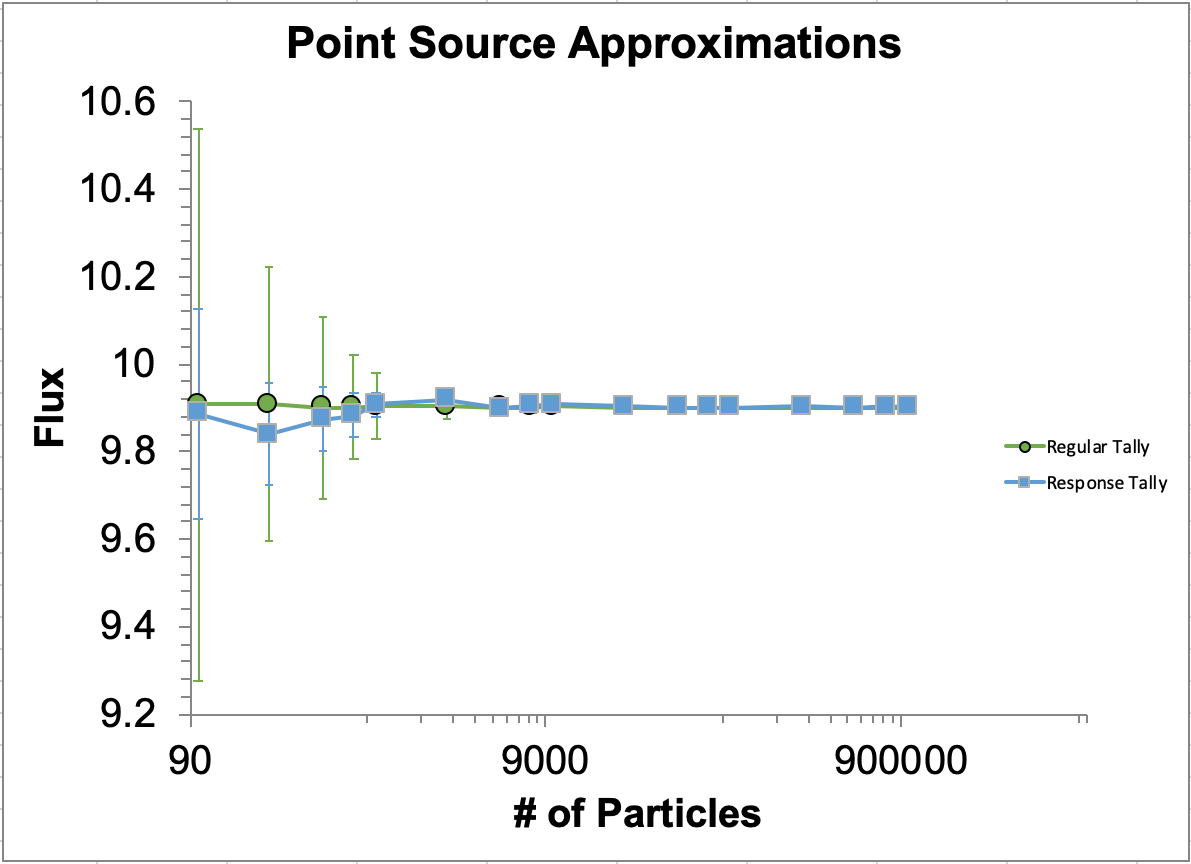 Point Source Approximations
10.6
10.4
10.2
10
9.8
9.6
9.4
9.2
Flux
90
9000
900000
# of Particles
Regular Tally
Response Tally